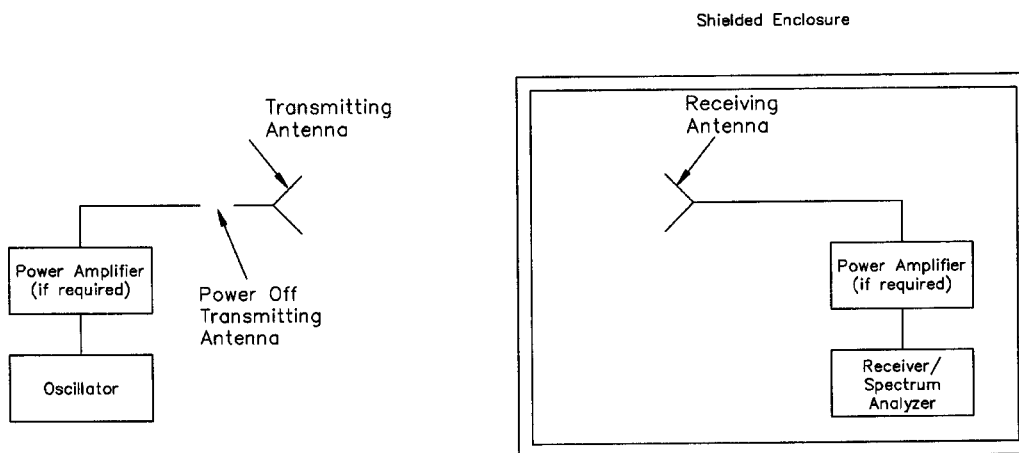 Shielded Enclosure
Transmitting
Antenna
Receiving
Antenna
Power Amplifier
(if required)
Power Off
Transmitting
Antenna
Oscillator
Power Amplifier
(if required)
Receiver/
Spectrum
Analyzer